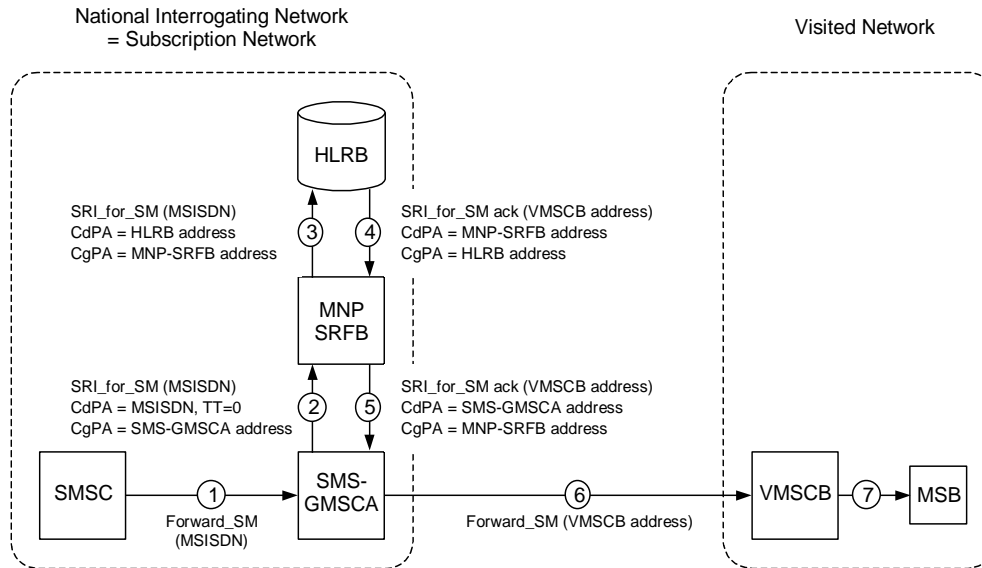 National Interrogating Network
= Subscription Network
Visited Network
HLRB
SRI_for_SM (MSISDN)
CdPA = HLRB address
CgPA = MNP-SRFB address
3
4
SRI_for_SM ack (VMSCB address)
CdPA = MNP-SRFB address
CgPA = HLRB address
MNP
SRFB
SRI_for_SM (MSISDN)
CdPA = MSISDN, TT=0
CgPA = SMS-GMSCA address
2
5
SRI_for_SM ack (VMSCB address)
CdPA = SMS-GMSCA address
CgPA = MNP-SRFB address
SMSC
1
Forward_SM
(MSISDN)
SMS-
GMSCA
6
Forward_SM (VMSCB address)
VMSCB
7
MSB